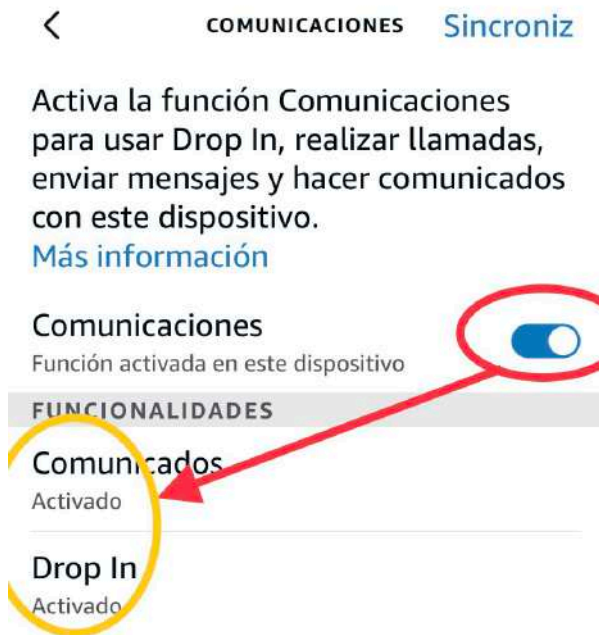 COMUNICACIONES Sincroniz
Activa la función Comunicaciones
para usar Drop In, realizar llamadas,
enviar mensajes y hacer comunicados
con este dispositivo.
Más información
Comunicaciones
Función activada en este dispositivo
FUNCIONALIDADES
Comunicados
Activado
Drop In
Activado